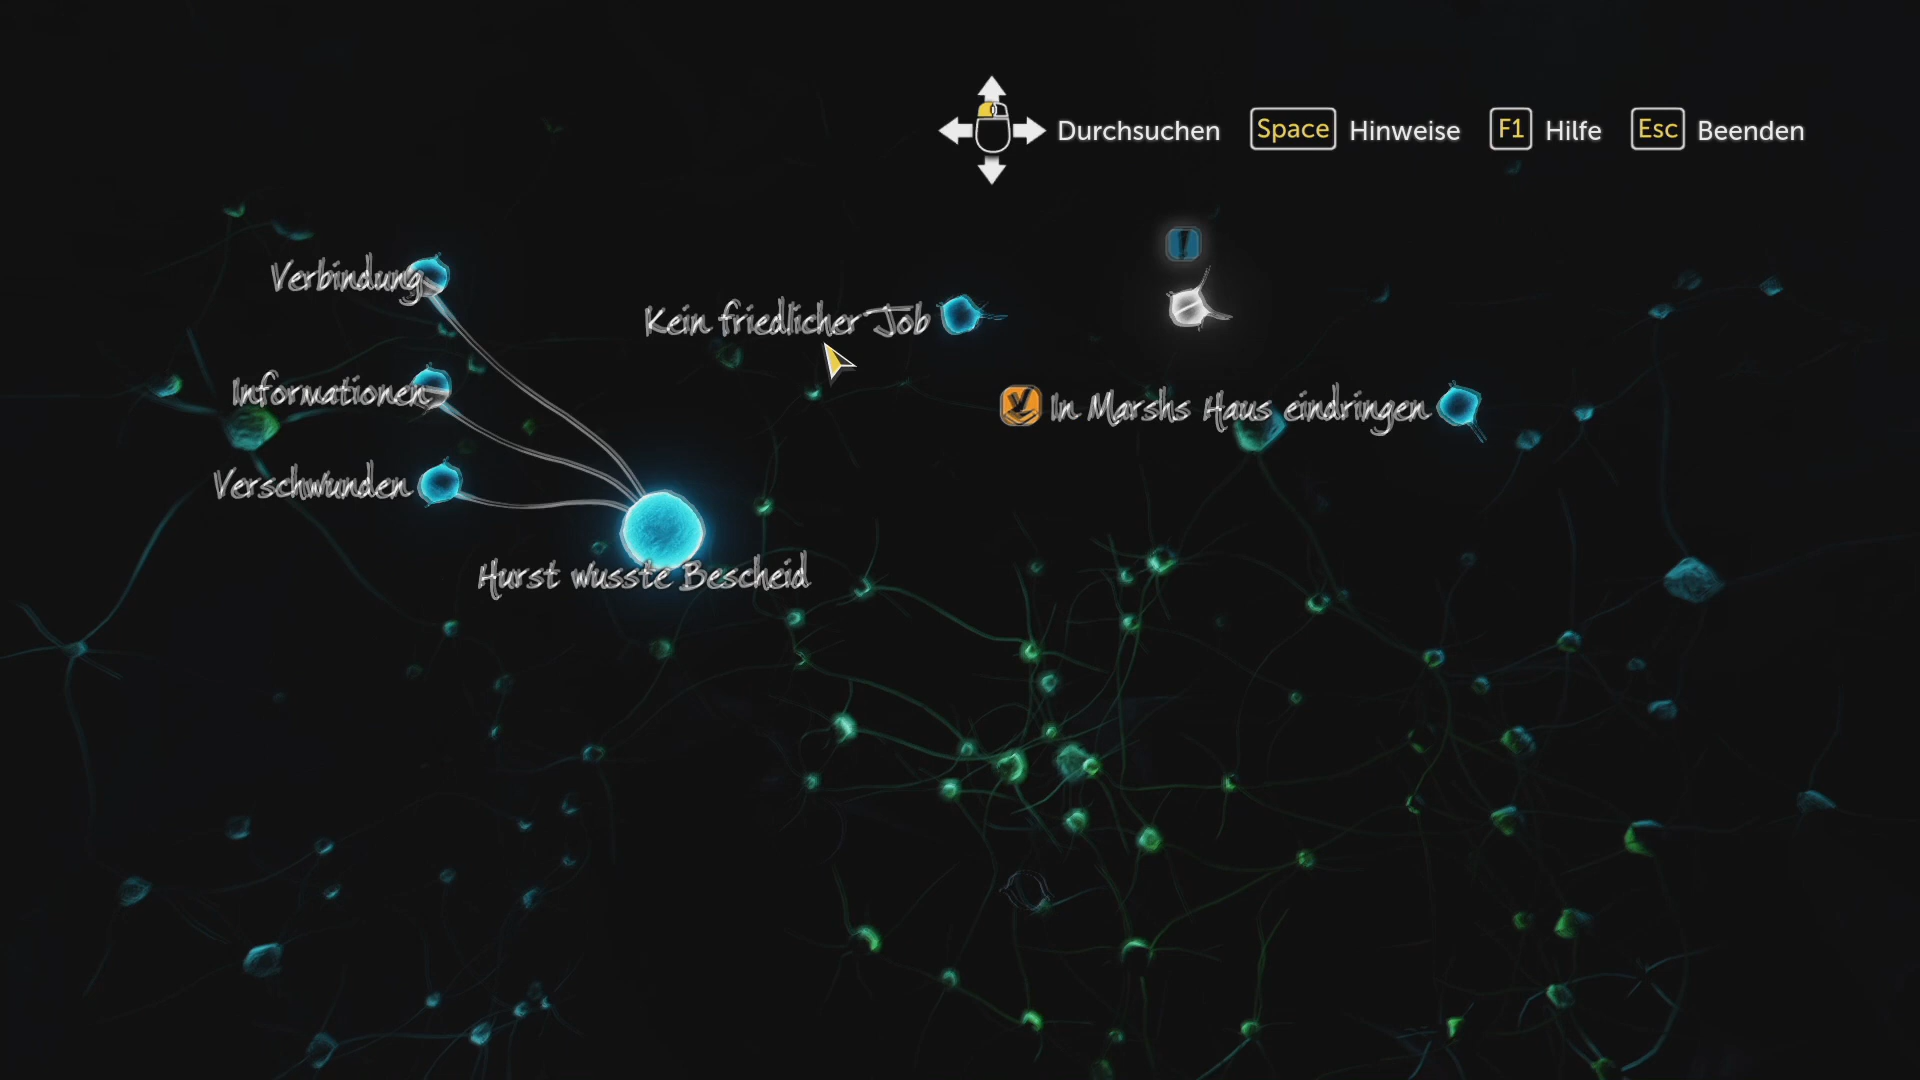 Durchsuchen Space Hinweise F1 Hilfe Esc Beenden
Verbindung
Kein friedlicher Job
Informationen
In Marshs Haus eindringen
Verschwunden
Hurst wusste Bescheid